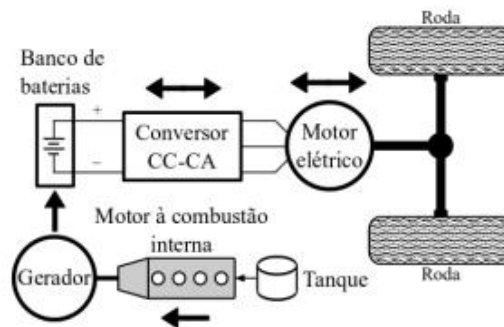 Roda
Banco de
baterias
+
Conversor
CC-CA
–
Motor
elétrico
Motor à combustão
interna
Gerador
Tanque
Roda